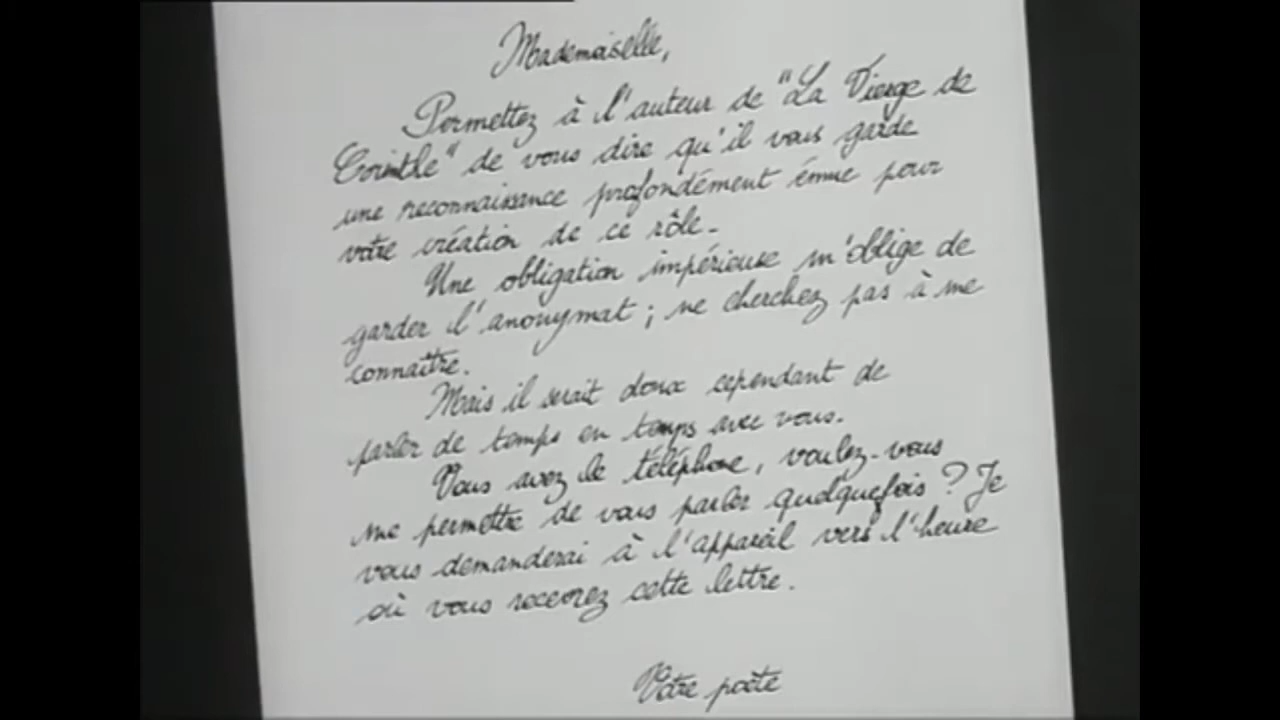 Mademoiselle,
Permettez à l'auteur de "La Vierge de
Corinthe" de vous dire qu'il vous garde
une reconnaissance profondément émue pour
votre création de ce rôle.
Une obligation impérieuse m'oblige de
garder l'anonymat ; ne cherchez pas à me
connaître.
Mais il serait doux cependant de
parler de temps en temps avec vous.
Vous avez le téléphone, voulez-vous
me permettre de vous parler quelquefois ? Je
vous demanderai à l'appareil vers l'heure
où vous recevrez cette lettre.
Votre poète